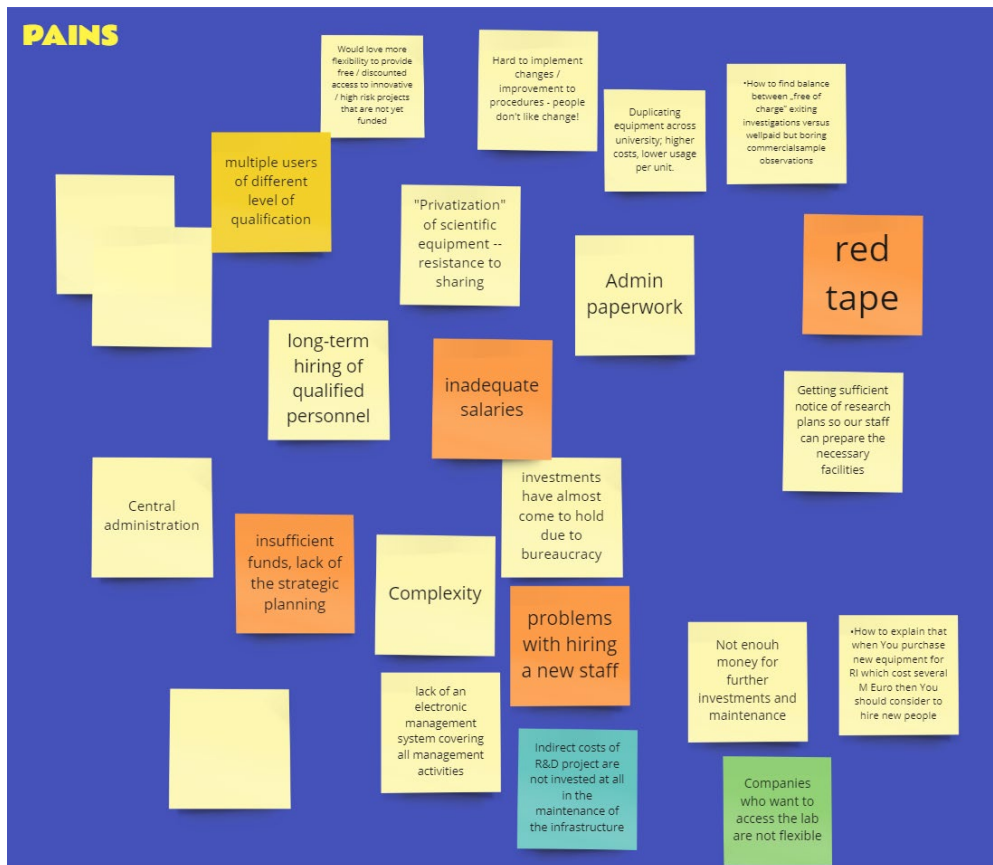 PAINS
Would love more
flexibility to provide
free / discounted
access to innovative
/ high risk projects
that are not yet
funded
Hard to implement
changes /
improvement to
procedures - people
don't like change!
Duplicating
equipment across
university; higher
costs, lower usage
per unit.
•How to find balance
between „free of
charge" exiting
investigations versus
wellpaid but boring
commercialsample
observations
multiple users
of different
level of
qualification
"Privatization"
of scientific
equipment --
resistance to
sharing
Admin
paperwork
red
tape
long-term
hiring of
qualified
personnel
inadequate
salaries
Getting sufficient
notice of research
plans so our staff
can prepare the
necessary
facilities
Central
administration
insufficient
funds, lack of
the strategic
planning
Complexity
investments
have almost
come to hold
due to
bureaucracy
problems
with hiring
a new staff
Not enouh
money for
further
investments and
maintenance
•How to explain that
when You purchase
new equipment for
RI which cost several
M Euro then You
should consider to
hire new people
lack of an
electronic
management
system covering
all management
activities
Indirect costs of
R&D project are
not invested at all
in the
maintenance of
the infrastructure
Companies
who want to
access the lab
are not flexible